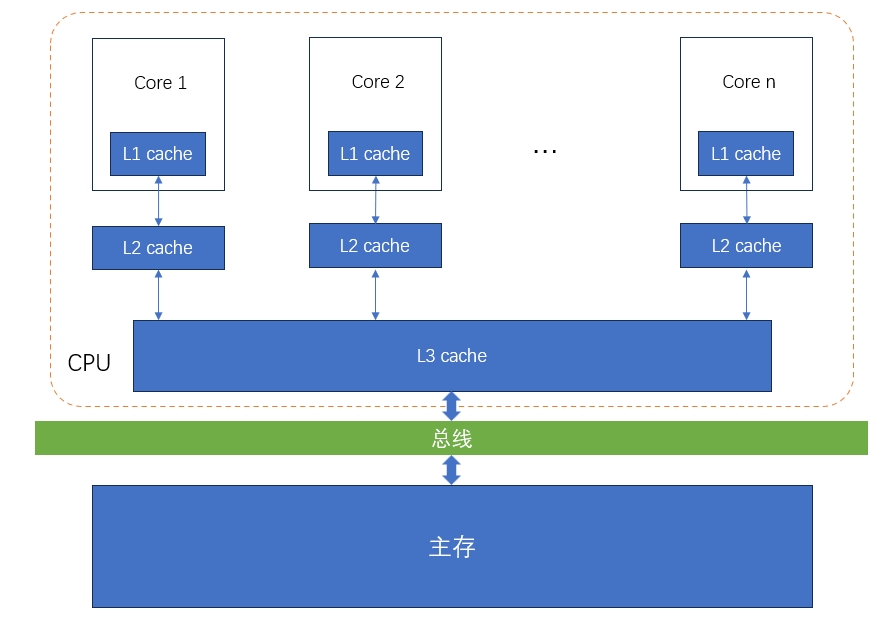 Core 1
Core 2
Core n
L1 cache
L1 cache
...
L1 cache
L2 cache
L2 cache
L2 cache
L3 cache
CPU
总线
主存